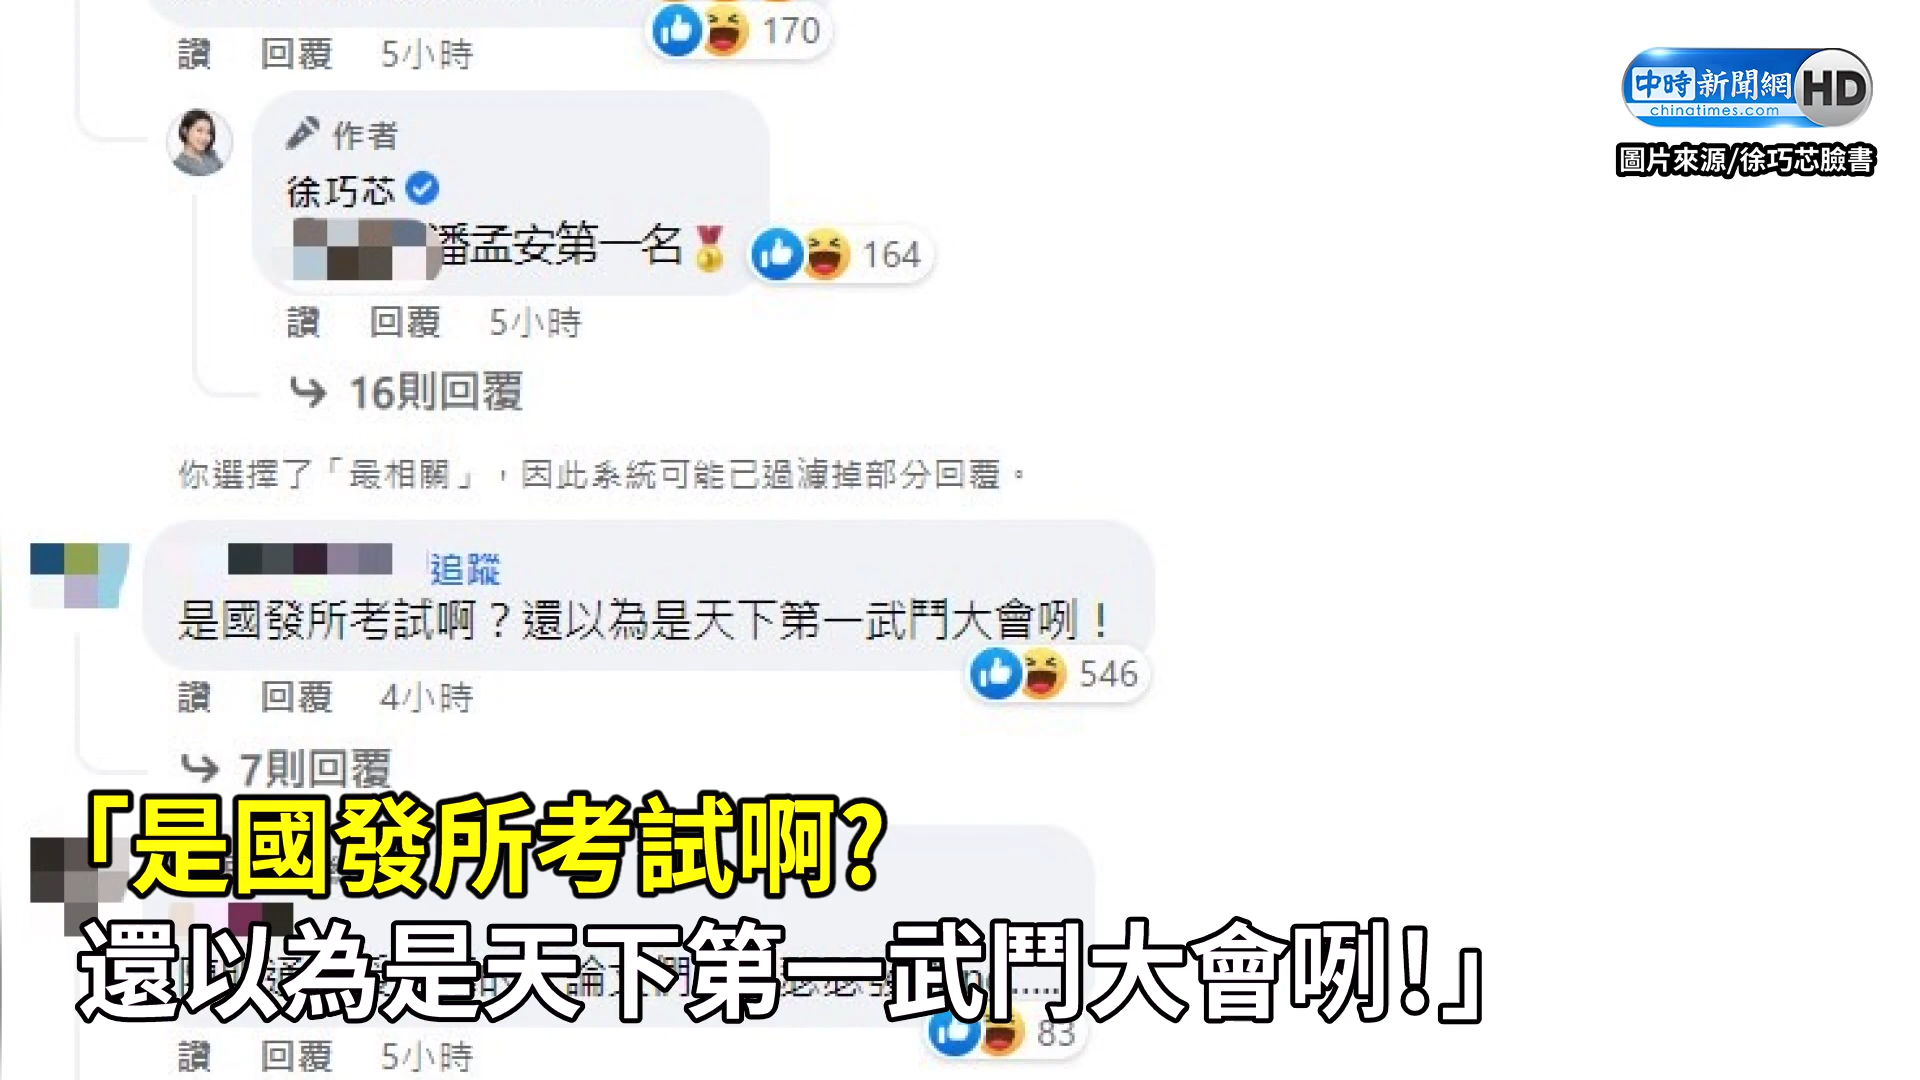 170
讚 回覆 5小時
中時 新聞網 HD
chinatimes.com
圖片來源/徐巧芯臉書
作者
徐巧芯
潘孟安第一名🏅
164
讚 回覆 5小時
16則回覆
你選擇了「最相關」，因此系統可能已過濾掉部分回覆。
追蹤
是國發所考試啊？還以為是天下第一武鬥大會咧！
546
讚 回覆 4小時
7則回覆
「是國發所考試啊?
還以為是天下第一武鬥大會咧!」
83
讚 回覆 5小時